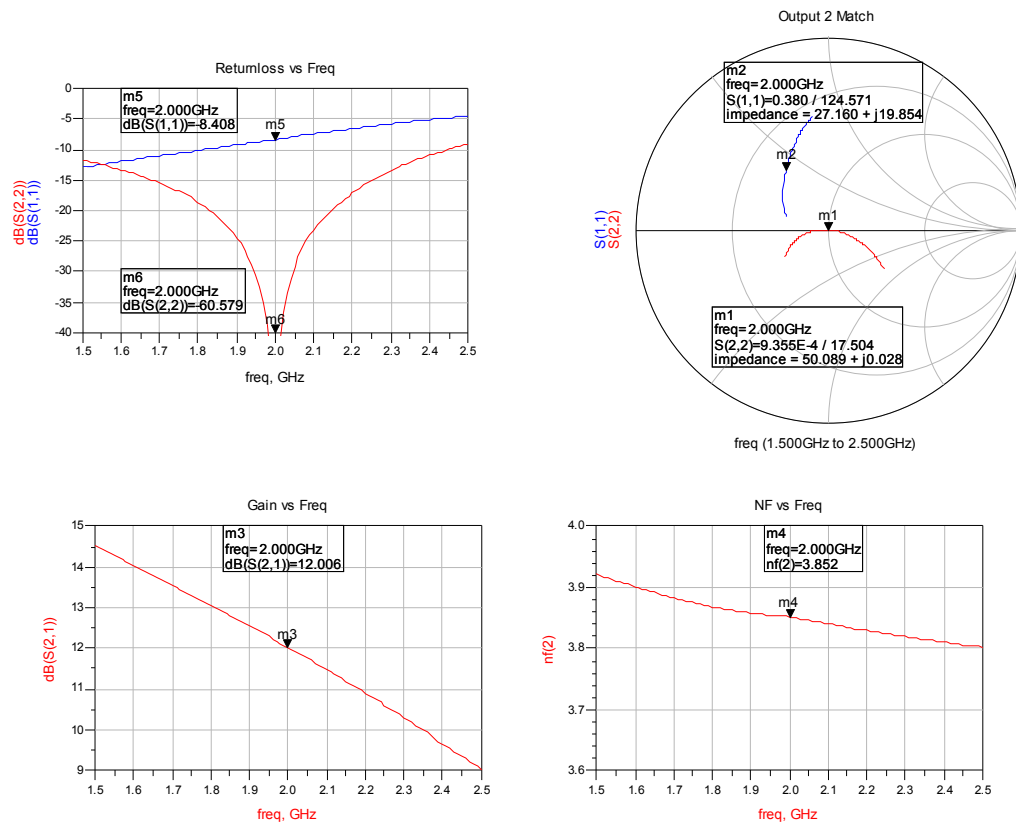 Returnloss vs Freq
m5
freq=2.000GHz
dB(S(1,1))=-8.408
m5
m6
freq=2.000GHz
dB(S(2,2))=-60.579
m6
0
-5
-10
-15
-20
-25
-30
-35
-40
1.5 1.6 1.7 1.8 1.9 2.0 2.1 2.2 2.3 2.4 2.5
freq, GHz
dB(S(2,2))
dB(S(1,1))
Output 2 Match
m2
freq=2.000GHz
S(1,1)=0.380 / 124.571
impedance = 27.160 + j19.854
m2
m1
m1
freq=2.000GHz
S(2,2)=9.355E-4 / 17.504
impedance = 50.089 + j0.028
S(1,1)
S(2,2)
freq (1.500GHz to 2.500GHz)
Gain vs Freq
m3
freq=2.000GHz
dB(S(2,1))=12.006
m3
15
14
13
12
11
10
9
1.5 1.6 1.7 1.8 1.9 2.0 2.1 2.2 2.3 2.4 2.5
freq, GHz
dB(S(2,1))
NF vs Freq
m4
freq=2.000GHz
nf(2)=3.852
m4
4.0
3.9
3.8
3.7
3.6
1.5 1.6 1.7 1.8 1.9 2.0 2.1 2.2 2.3 2.4 2.5
freq, GHz
nf(2)